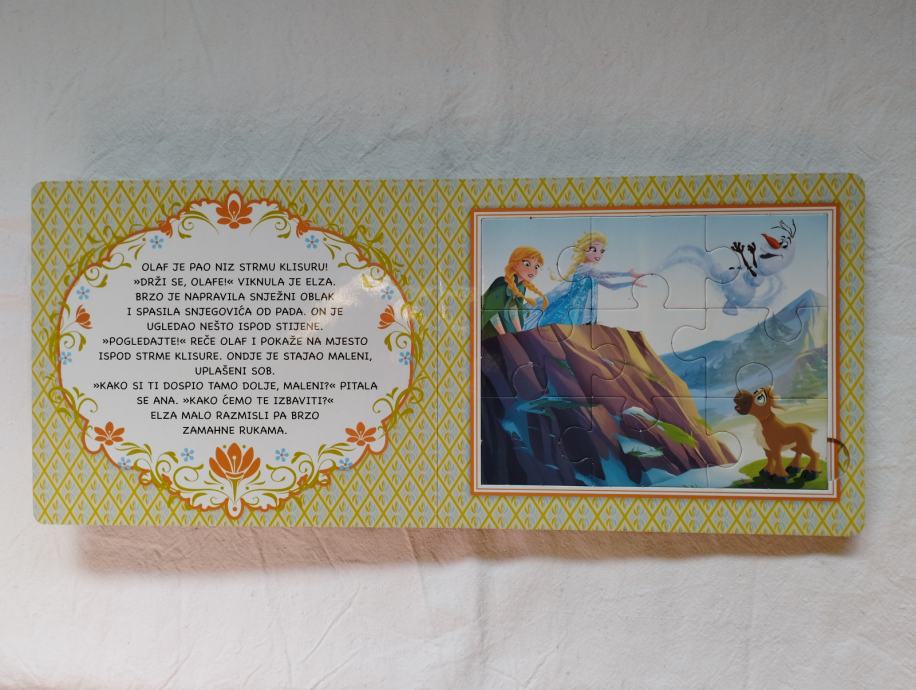 OLAF JE PAO NIZ STRMU KLISURU!
»DRŽI SE, OLAFE!« VIKNULA JE ELZA.
BRZO JE NAPRAVILA SNJEŽNI OBLAK
I SPASILA SNJEGOVIĆA OD PADA. ON JE
UGLEDAO NEŠTO ISPOD STIJENE.
»POGLEDAJTE!« REČE OLAF I POKAŽE NA MJESTO
ISPOD STRME KLISURE. ONDJE JE STAJAO MALENI,
UPLAŠENI SOB.
»KAKO SI TI DOSPIO TAMO DOLJE, MALENI?« PITALA
SE ANA. »KAKO ĆEMO TE IZBAVITI?«
ELZA MALO RAZMISLI PA BRZO
ZAMAHNE RUKAMA.